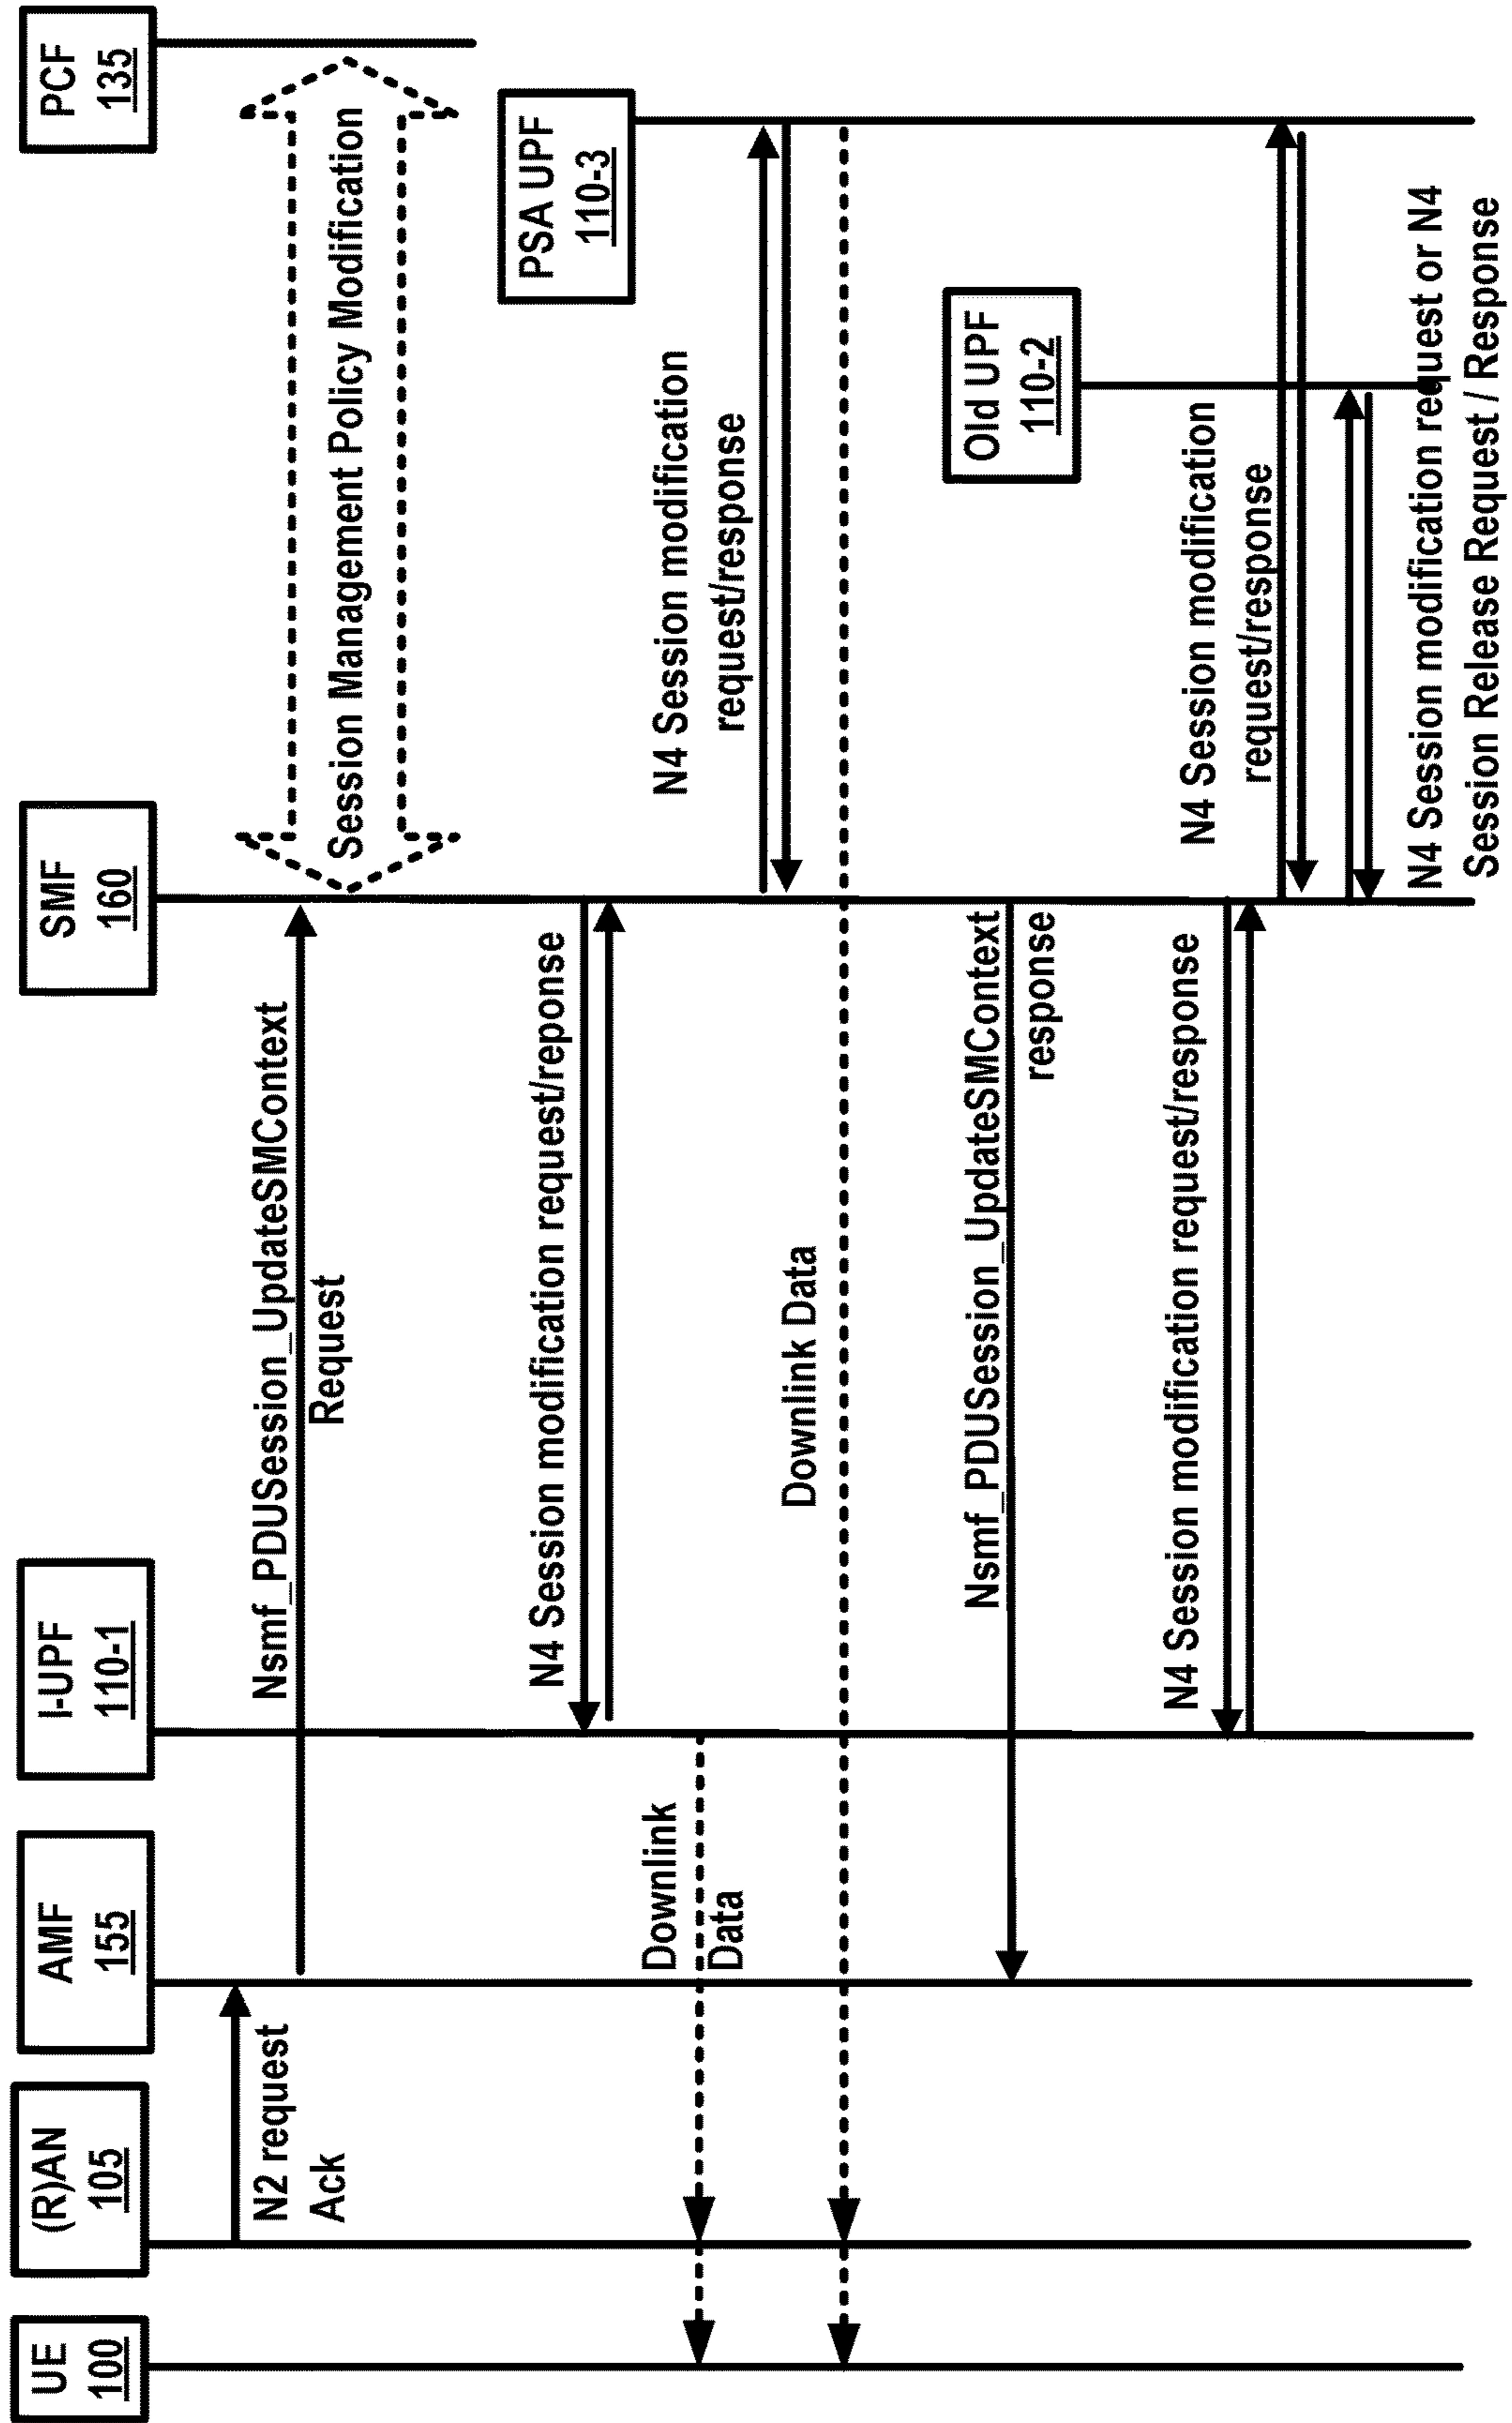 UE
100
(R)AN
105
AMF
155
I-UPF
110-1
SMF
160
PCF
135
N2 request
Ack
Nsmf_PDUSession_UpdateSMContext
Request
Session Management Policy Modification
N4 Session modification request/reponse
PSA UPF
110-3
Downlink
Data
N4 Session modification
request/response
Downlink Data
Old UPF
110-2
Nsmf_PDUSession_UpdateSMContext
response
N4 Session modification request/response
N4 Session modification
request/response
N4 Session modification request or N4
Session Release Request / Response